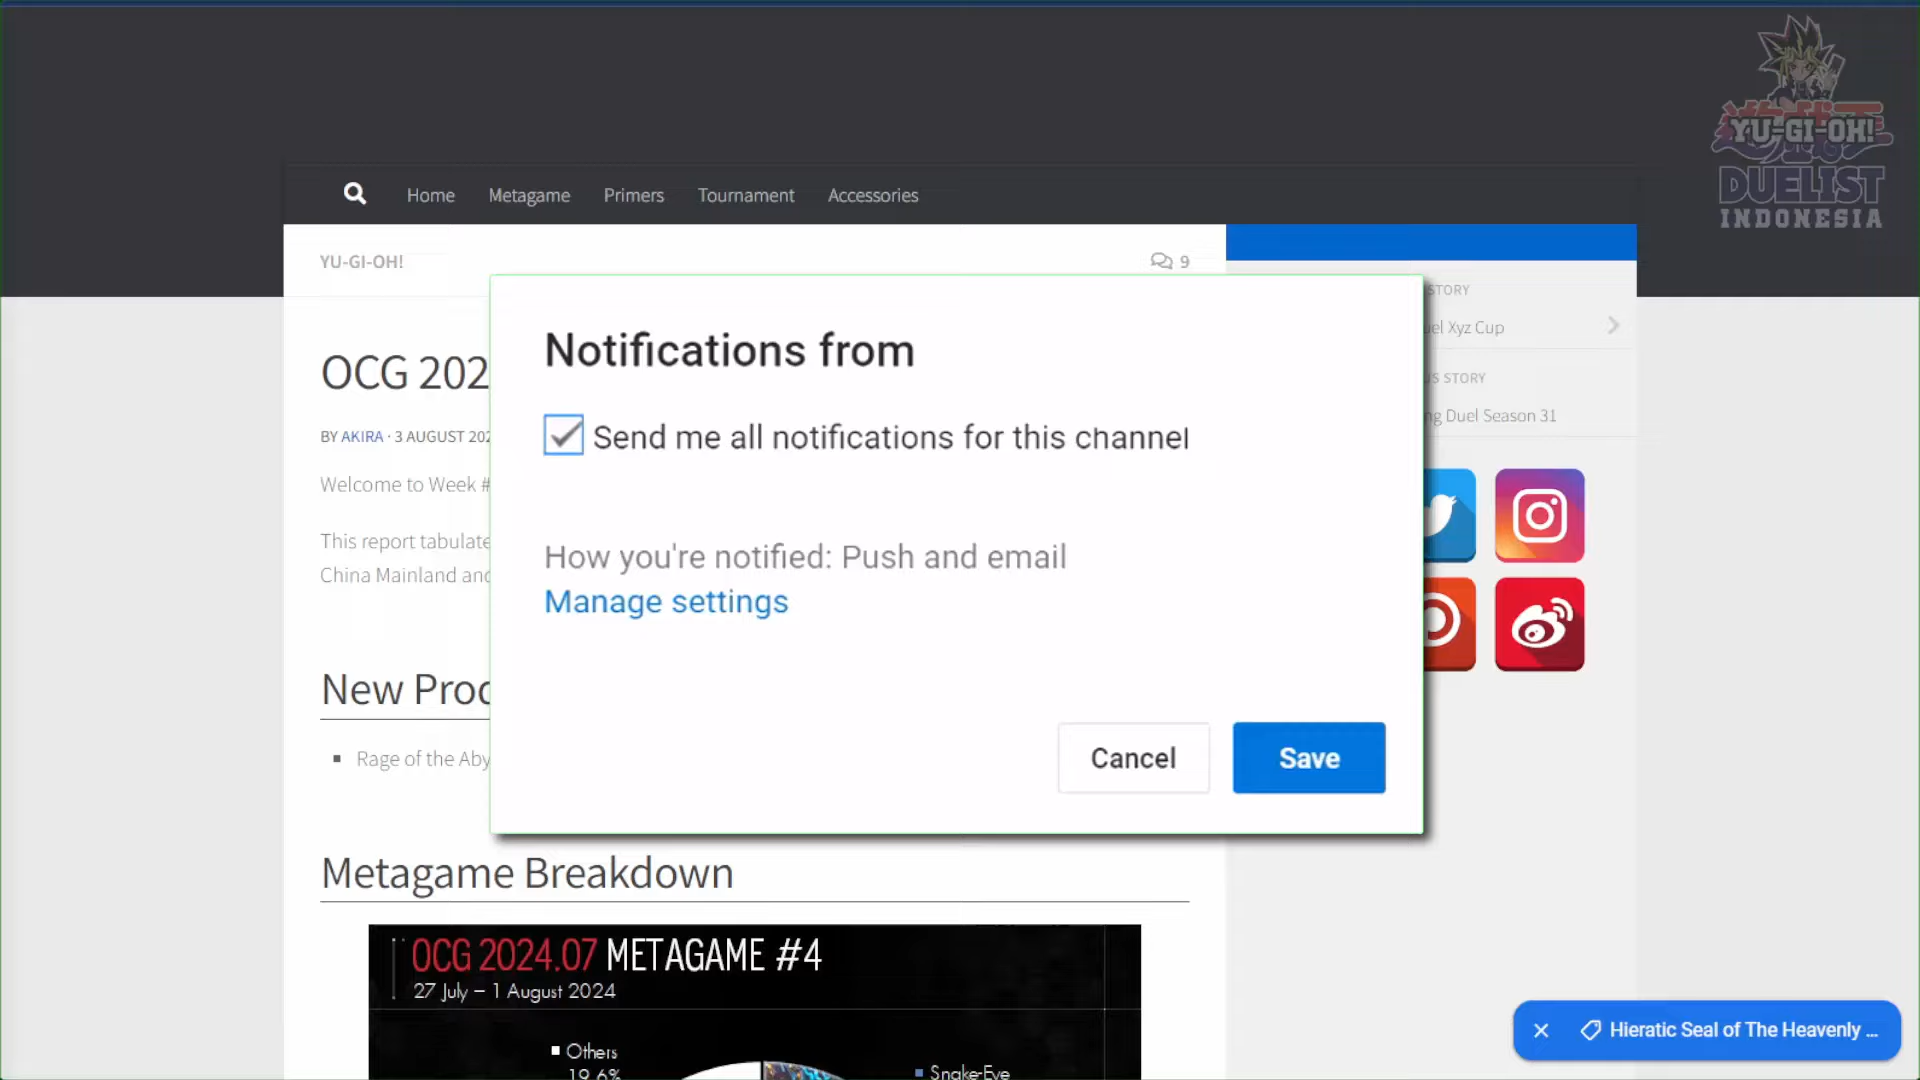 YU-GI-OH!
DUELIST
INDONESIA
Home Metagame Primers Tournament Accessories
YU-GI-OH! 9
STORY
Xyz Cup
OCG 202
BY AKIRA · 3 AUGUST 202
Welcome to Week #
This report
China Mainland
STORY
Duel Season 31
Notifications from
Send me all notifications for this channel
How you're notified: Push and email
Manage settings
Cancel Save
New
Rage of the
Metagame Breakdown
OCG 2024.07 METAGAME #4
27 July – 1 August 2024
Others
19.6%
Snake-Eye
Hieratic Seal of The Heavenly ...